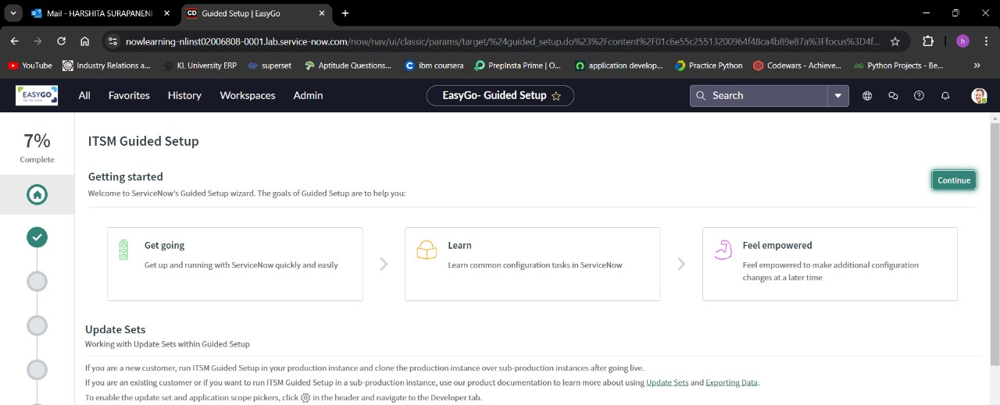 Mail - HARSHITA SURAPANENI
CD Guided Setup | EasyGo
nowlearning-nlinst02006808-0001.lab.service-now.com/now/nav/ui/classic/params/target/%24guided_setup.do%23%2Fcontent%2F01c6e55c25513200964f48ca4b89e87a%3Ffocus%3D4f...
h
YouTube Industry Relations a... KL University ERP superset Aptitude Questions... C ibm coursera PrepInsta Prime | O... application develop... Practice Python Codewars - Achieve... GG Python Projects - Be... »
EASYGO All Favorites History Workspaces Admin EasyGo- Guided Setup Search
7%
Complete
ITSM Guided Setup
Getting started
Continue
Welcome to ServiceNow's Guided Setup wizard. The goals of Guided Setup are to help you:
Get going
Get up and running with ServiceNow quickly and easily
Learn
Learn common configuration tasks in ServiceNow
Feel empowered
Feel empowered to make additional configuration
changes at a later time
Update Sets
Working with Update Sets within Guided Setup
If you are a new customer, run ITSM Guided Setup in your production instance and clone the production instance over sub-production instances after going live.
If you are an existing customer or if you want to run ITSM Guided Setup in a sub-production instance, use our product documentation to learn more about using Update Sets and Exporting Data.
To enable the update set and application scope pickers, click in the header and navigate to the Developer tab.